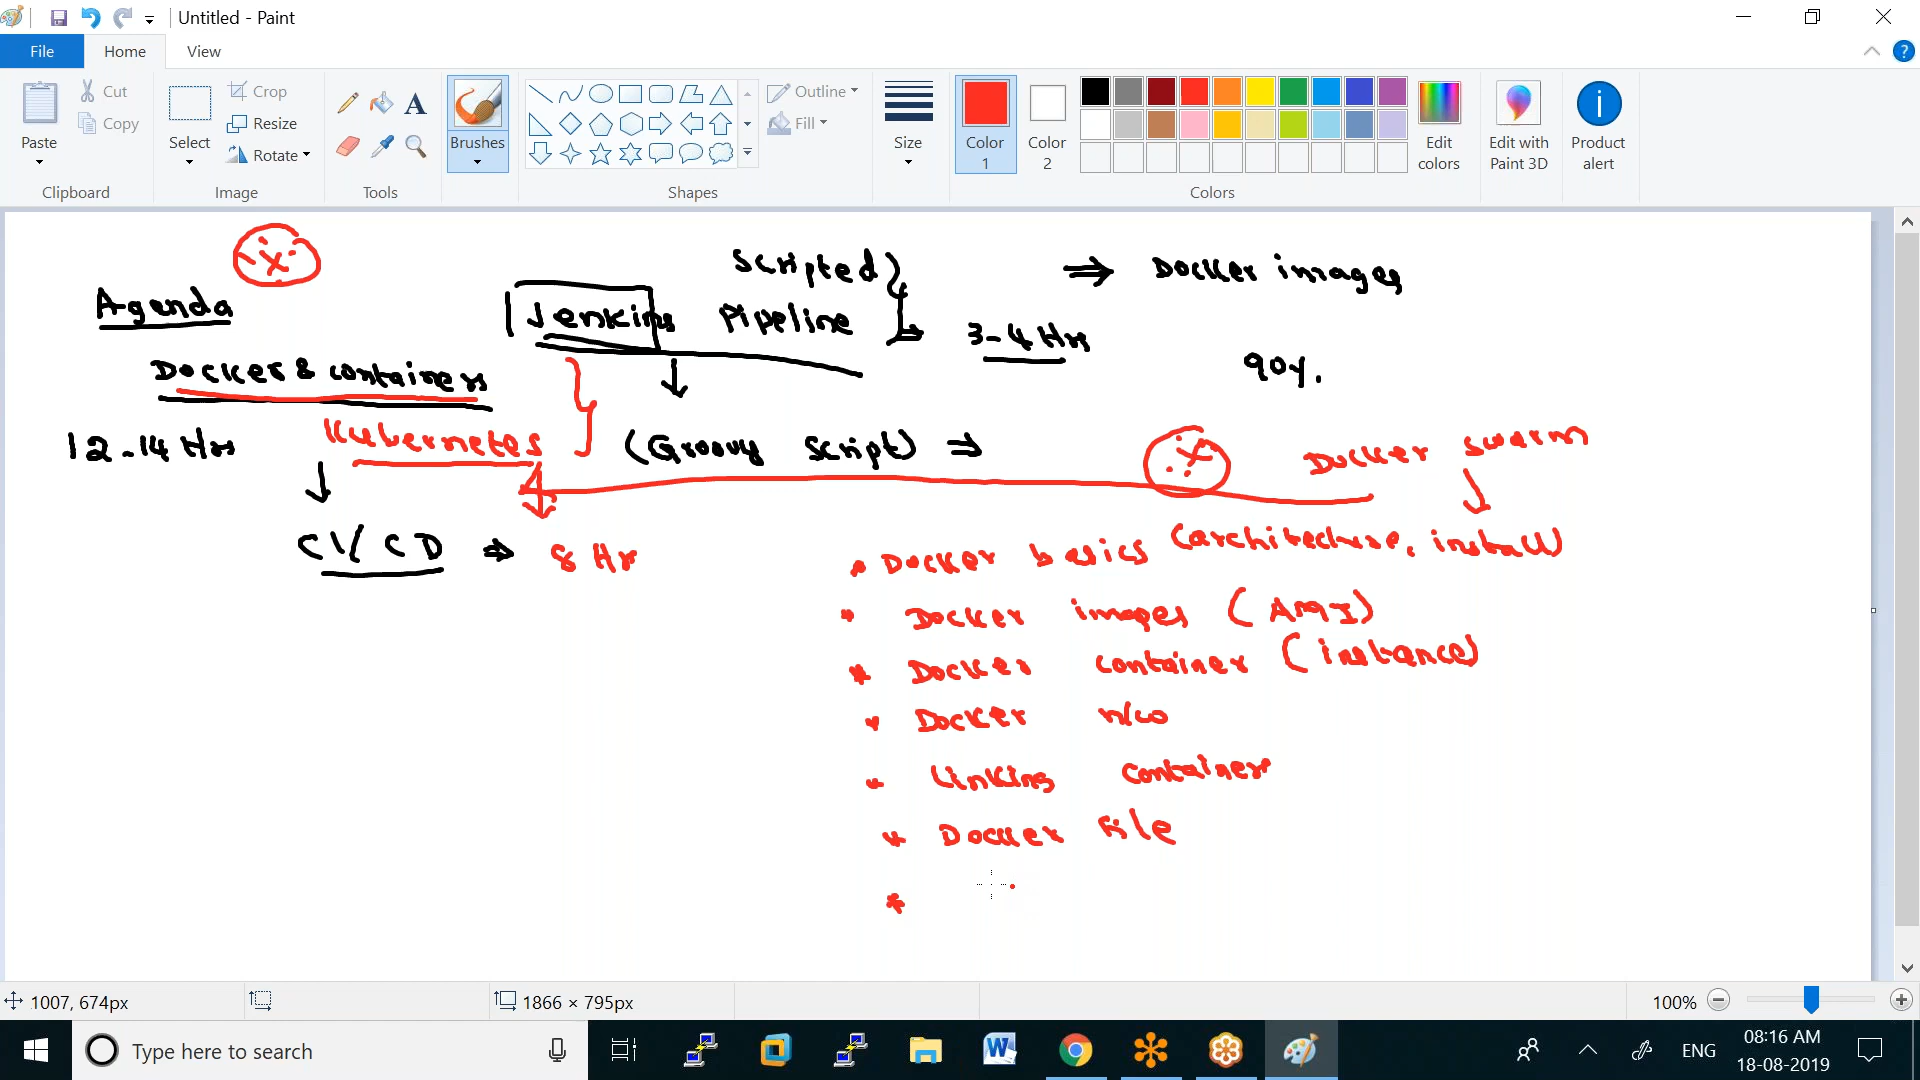 Untitled - Paint
File Home View
Paste
Cut
Copy
Clipboard
Select
Crop
Resize
Rotate
Image
Tools
Brushes
Shapes
Outline
Fill
Size
Color 1
Color 2
Colors
Edit colors
Edit with Paint 3D
Product alert
Agenda
Docker & containers
12-14 Hrs
Kubernetes
CI/CD ⇒ 8 Hr
Jenkins
Scripted
Pipeline ⇒ 3-4 Hr
(Groovy Script) ⇒
⇒ Docker images
90%.
Docker swarm
* Docker basics (architecture, install)
* Docker images (AMI)
* Docker container (instance)
* Docker n/w
* Linking container
* Docker File
*
1007, 674px
1866 × 795px
100%
Type here to search
ENG
08:16 AM
18-08-2019